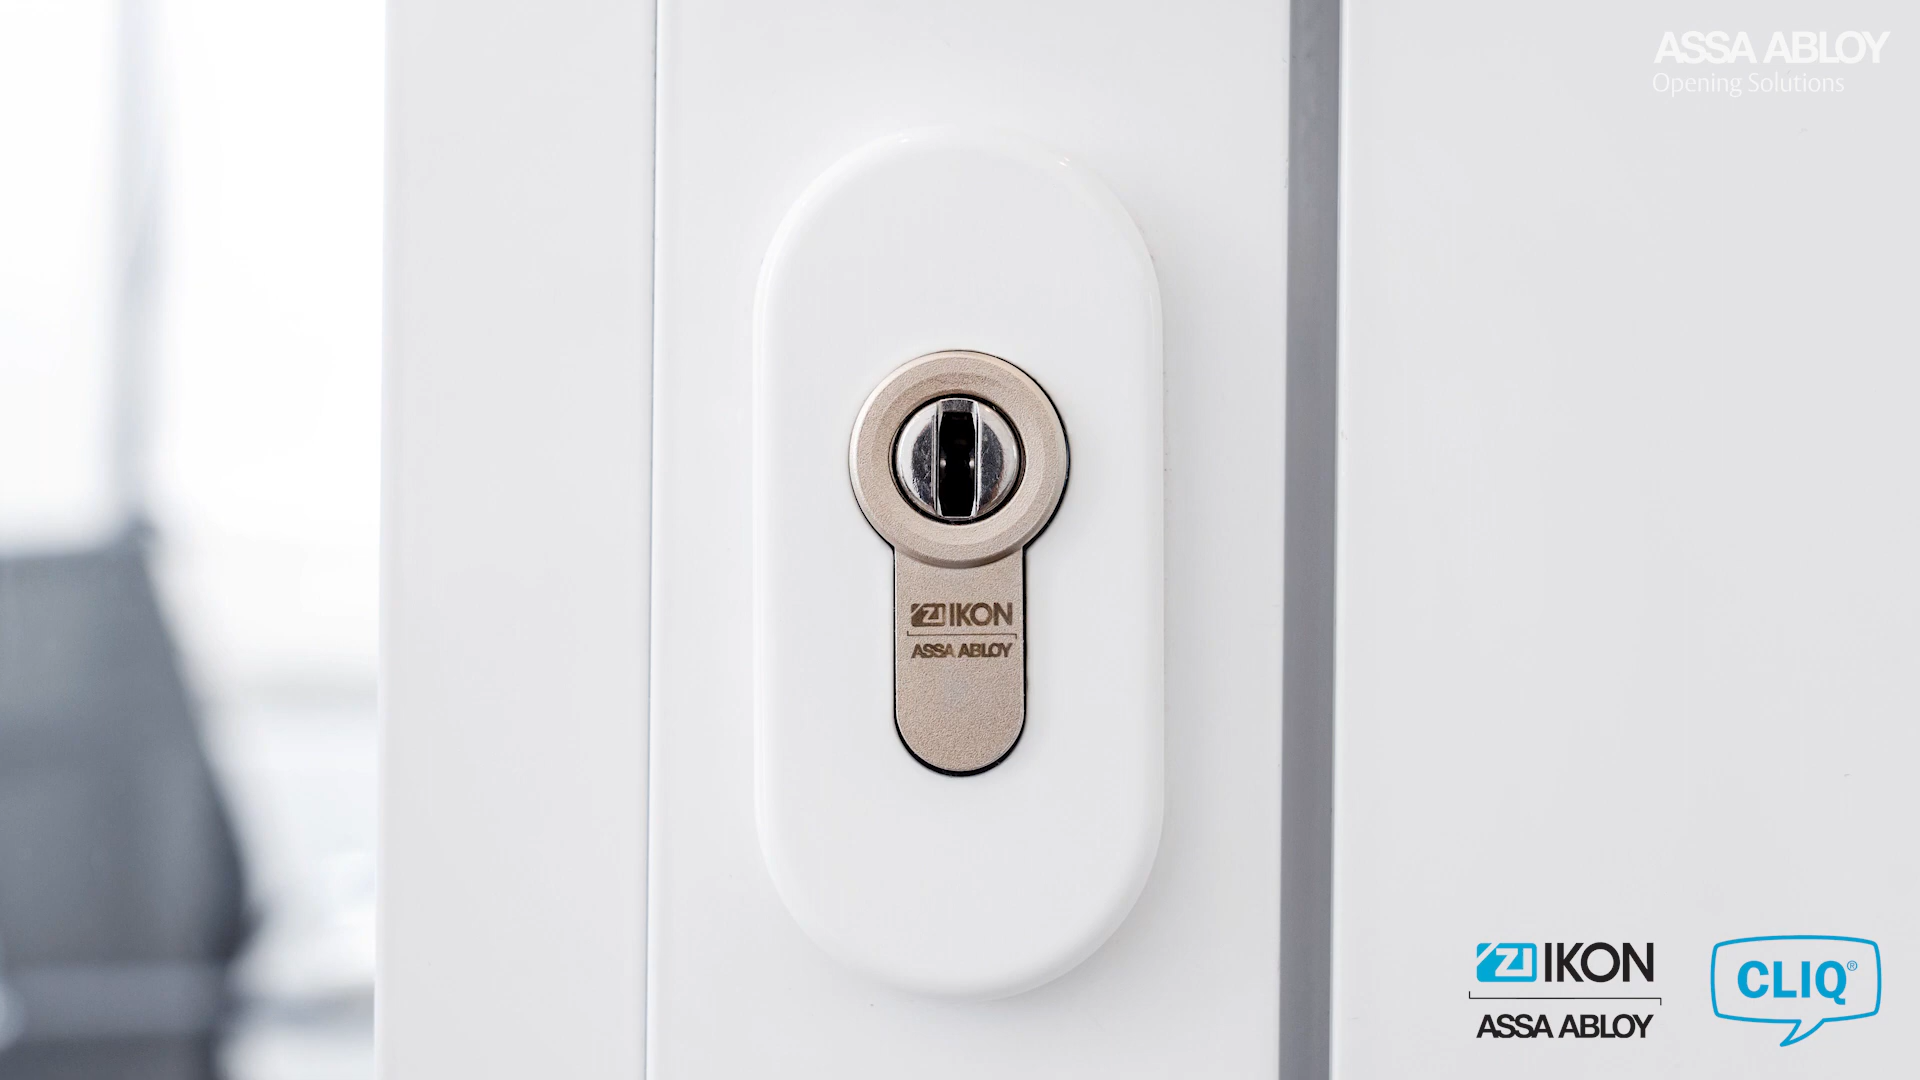 ASSA ABLOY
Opening Solutions
IKON
ASSA ABLOY
IKON
ASSA ABLOY
CLIQ®